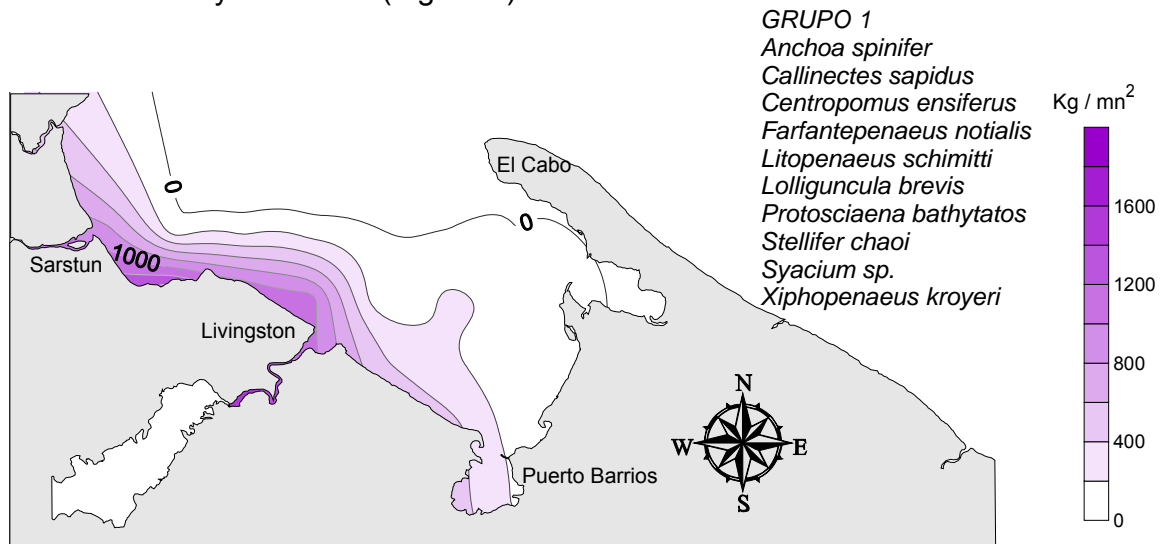 GRUPO 1
Anchoa spinifer
Callinectes sapidus
Centropomus ensiferus
Farfantepenaeus notialis
Litopenaeus schimitti
Lolliguncula brevis
Protosciaena bathytatos
Stellifer chaoi
Syacium sp.
Xiphopenaeus kroyeri
Kg / mn²
1600
1200
800
400
0
El Cabo
0
0
Sarstun
1000
Livingston
Puerto Barrios
N
W
E
S